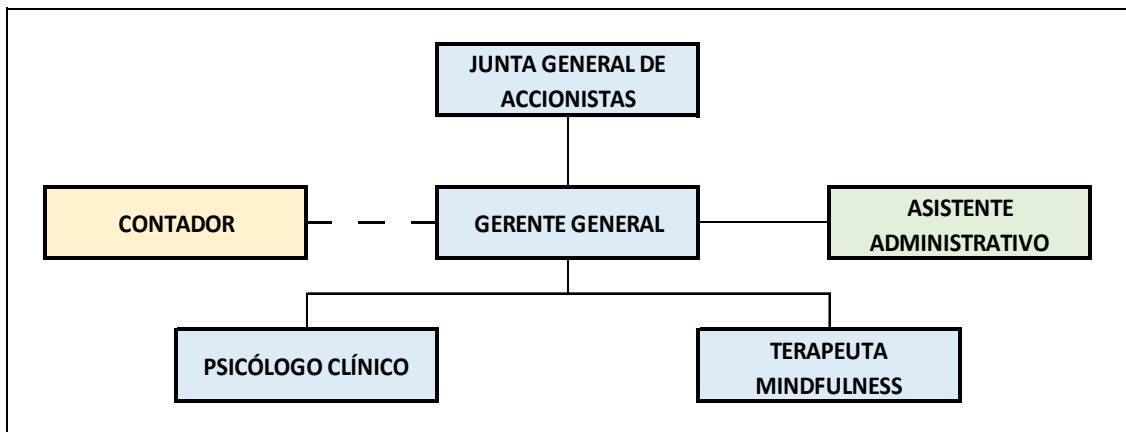 JUNTA GENERAL DE
ACCIONISTAS
CONTADOR
GERENTE GENERAL
ASISTENTE
ADMINISTRATIVO
PSICÓLOGO CLÍNICO
TERAPEUTA
MINDFULNESS